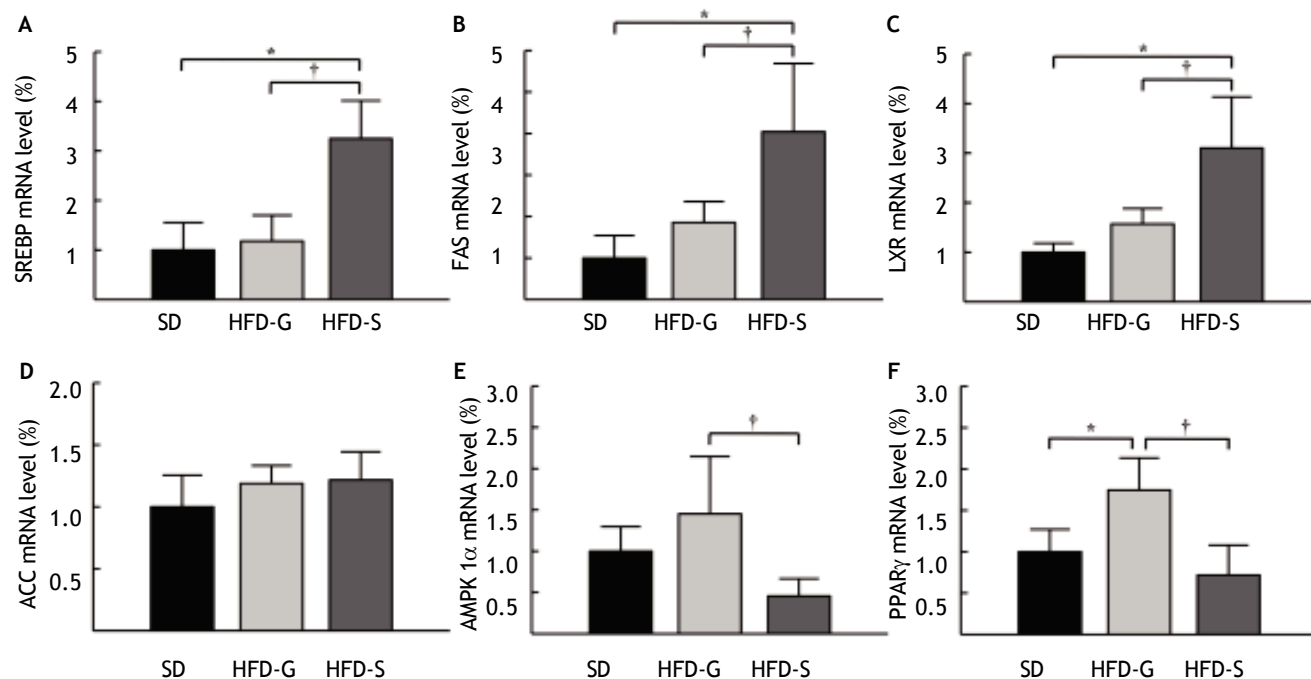 A
SREBP mRNA level (%)
5
4
3
2
1
*
†
SD HFD-G HFD-S
B
FAS mRNA level (%)
5
4
3
2
1
*
†
SD HFD-G HFD-S
C
LXR mRNA level (%)
5
4
3
2
1
*
†
SD HFD-G HFD-S
D
ACC mRNA level (%)
2.0
1.5
1.0
0.5
SD HFD-G HFD-S
E
AMPK 1α mRNA level (%)
3.0
2.5
2.0
1.5
1.0
0.5
†
SD HFD-G HFD-S
F
PPARγ mRNA level (%)
3.0
2.5
2.0
1.5
1.0
0.5
*
†
SD HFD-G HFD-S